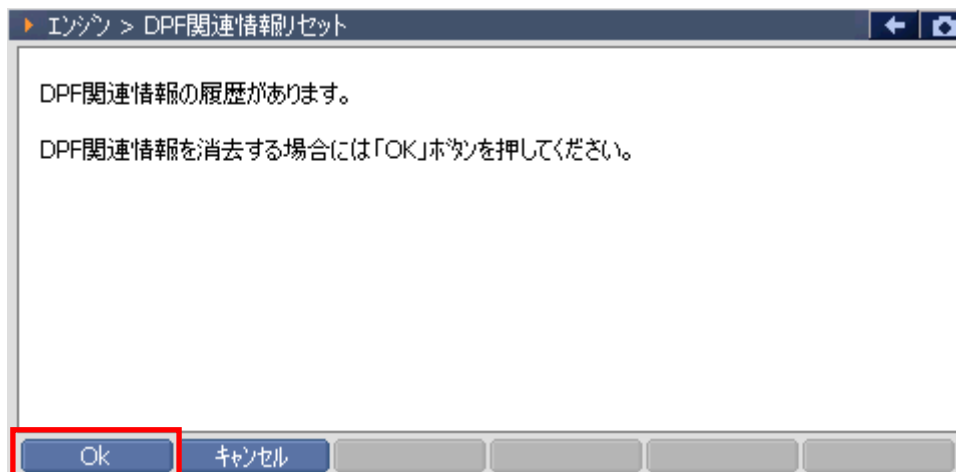 エンジン > DPF関連情報リセット
DPF関連情報の履歴があります。
DPF関連情報を消去する場合には「OK」ボタンを押してください。
Ok キャンセル